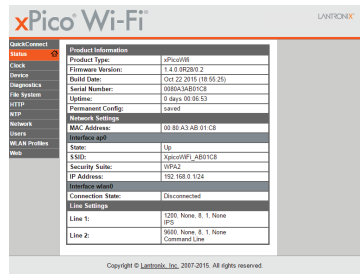 xPico® Wi-Fi®
LANTRONIX®
QuickConnect
Status
Clock
Device
Diagnostics
File System
HTTP
NTP
Network
Users
WLAN Profiles
Web
Product Information
Product Type: xPicoWifi
Firmware Version: 1.4.0.0R28/0.2
Build Date: Oct 22 2015 (18:55:25)
Serial Number: 0080A3AB01C8
Uptime: 0 days 00:06:53
Permanent Config: saved
Network Settings
MAC Address: 00:80:A3:AB:01:C8
Interface ap0
State: Up
SSID: XpicoWiFi_AB01C8
Security Suite: WPA2
IP Address: 192.168.0.1/24
Interface wlan0
Connection State: Disconnected
Line Settings
Line 1: 1200, None, 8, 1, None
IPS
Line 2: 9600, None, 8, 1, None
Command Line
Copyright © Lantronix, Inc. 2007-2015. All rights reserved.